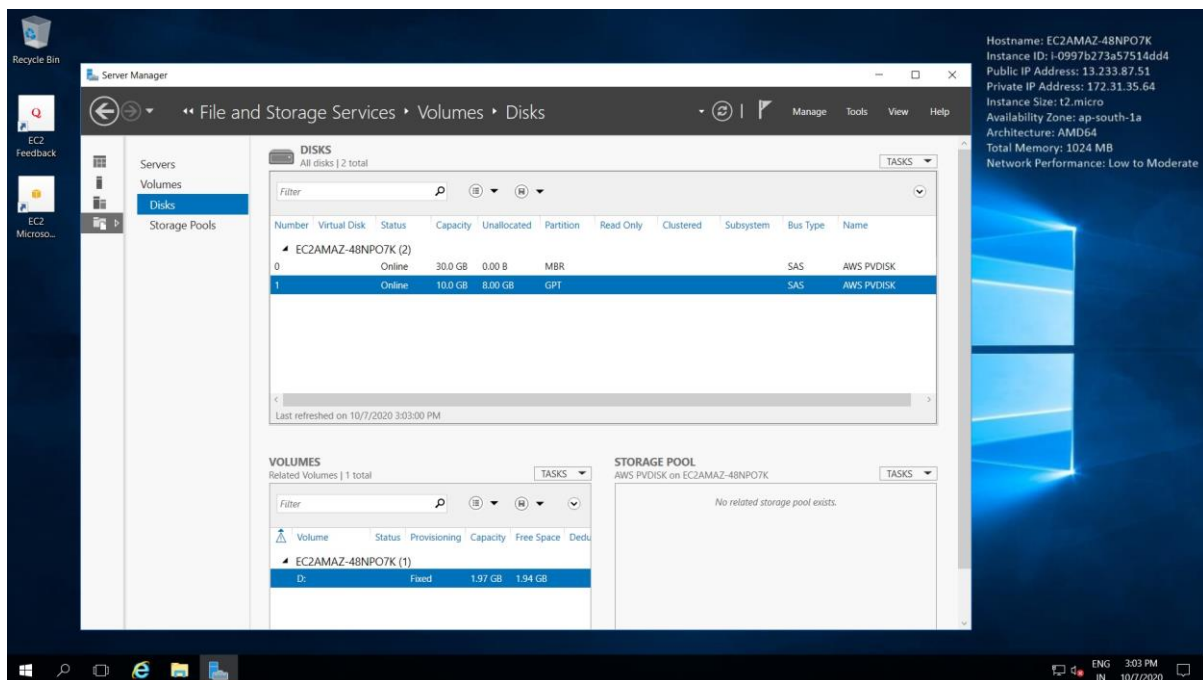 Recycle Bin
EC2
Feedback
EC2
Microso...
Hostname: EC2AMAZ-48NPO7K
Instance ID: i-0997b273a57514dd4
Public IP Address: 13.233.87.51
Private IP Address: 172.31.35.64
Instance Size: t2.micro
Availability Zone: ap-south-1a
Architecture: AMD64
Total Memory: 1024 MB
Network Performance: Low to Moderate
Server Manager
File and Storage Services Volumes Disks
Manage Tools View Help
Servers
Volumes
Disks
Storage Pools
DISKS
All disks | 2 total
TASKS
Filter
Number Virtual Disk Status Capacity Unallocated Partition Read Only Clustered Subsystem Bus Type Name
EC2AMAZ-48NPO7K (2)
0 Online 30.0 GB 0.00 B MBR SAS AWS PVDISK
1 Online 10.0 GB 8.00 GB GPT SAS AWS PVDISK
Last refreshed on 10/7/2020 3:03:00 PM
VOLUMES
Related Volumes | 1 total
TASKS
Filter
Volume Status Provisioning Capacity Free Space Dedu
EC2AMAZ-48NPO7K (1)
D: Fixed 1.97 GB 1.94 GB
STORAGE POOL
AWS PVDISK on EC2AMAZ-48NPO7K
TASKS
No related storage pool exists.
ENG
IN
3:03 PM
10/7/2020